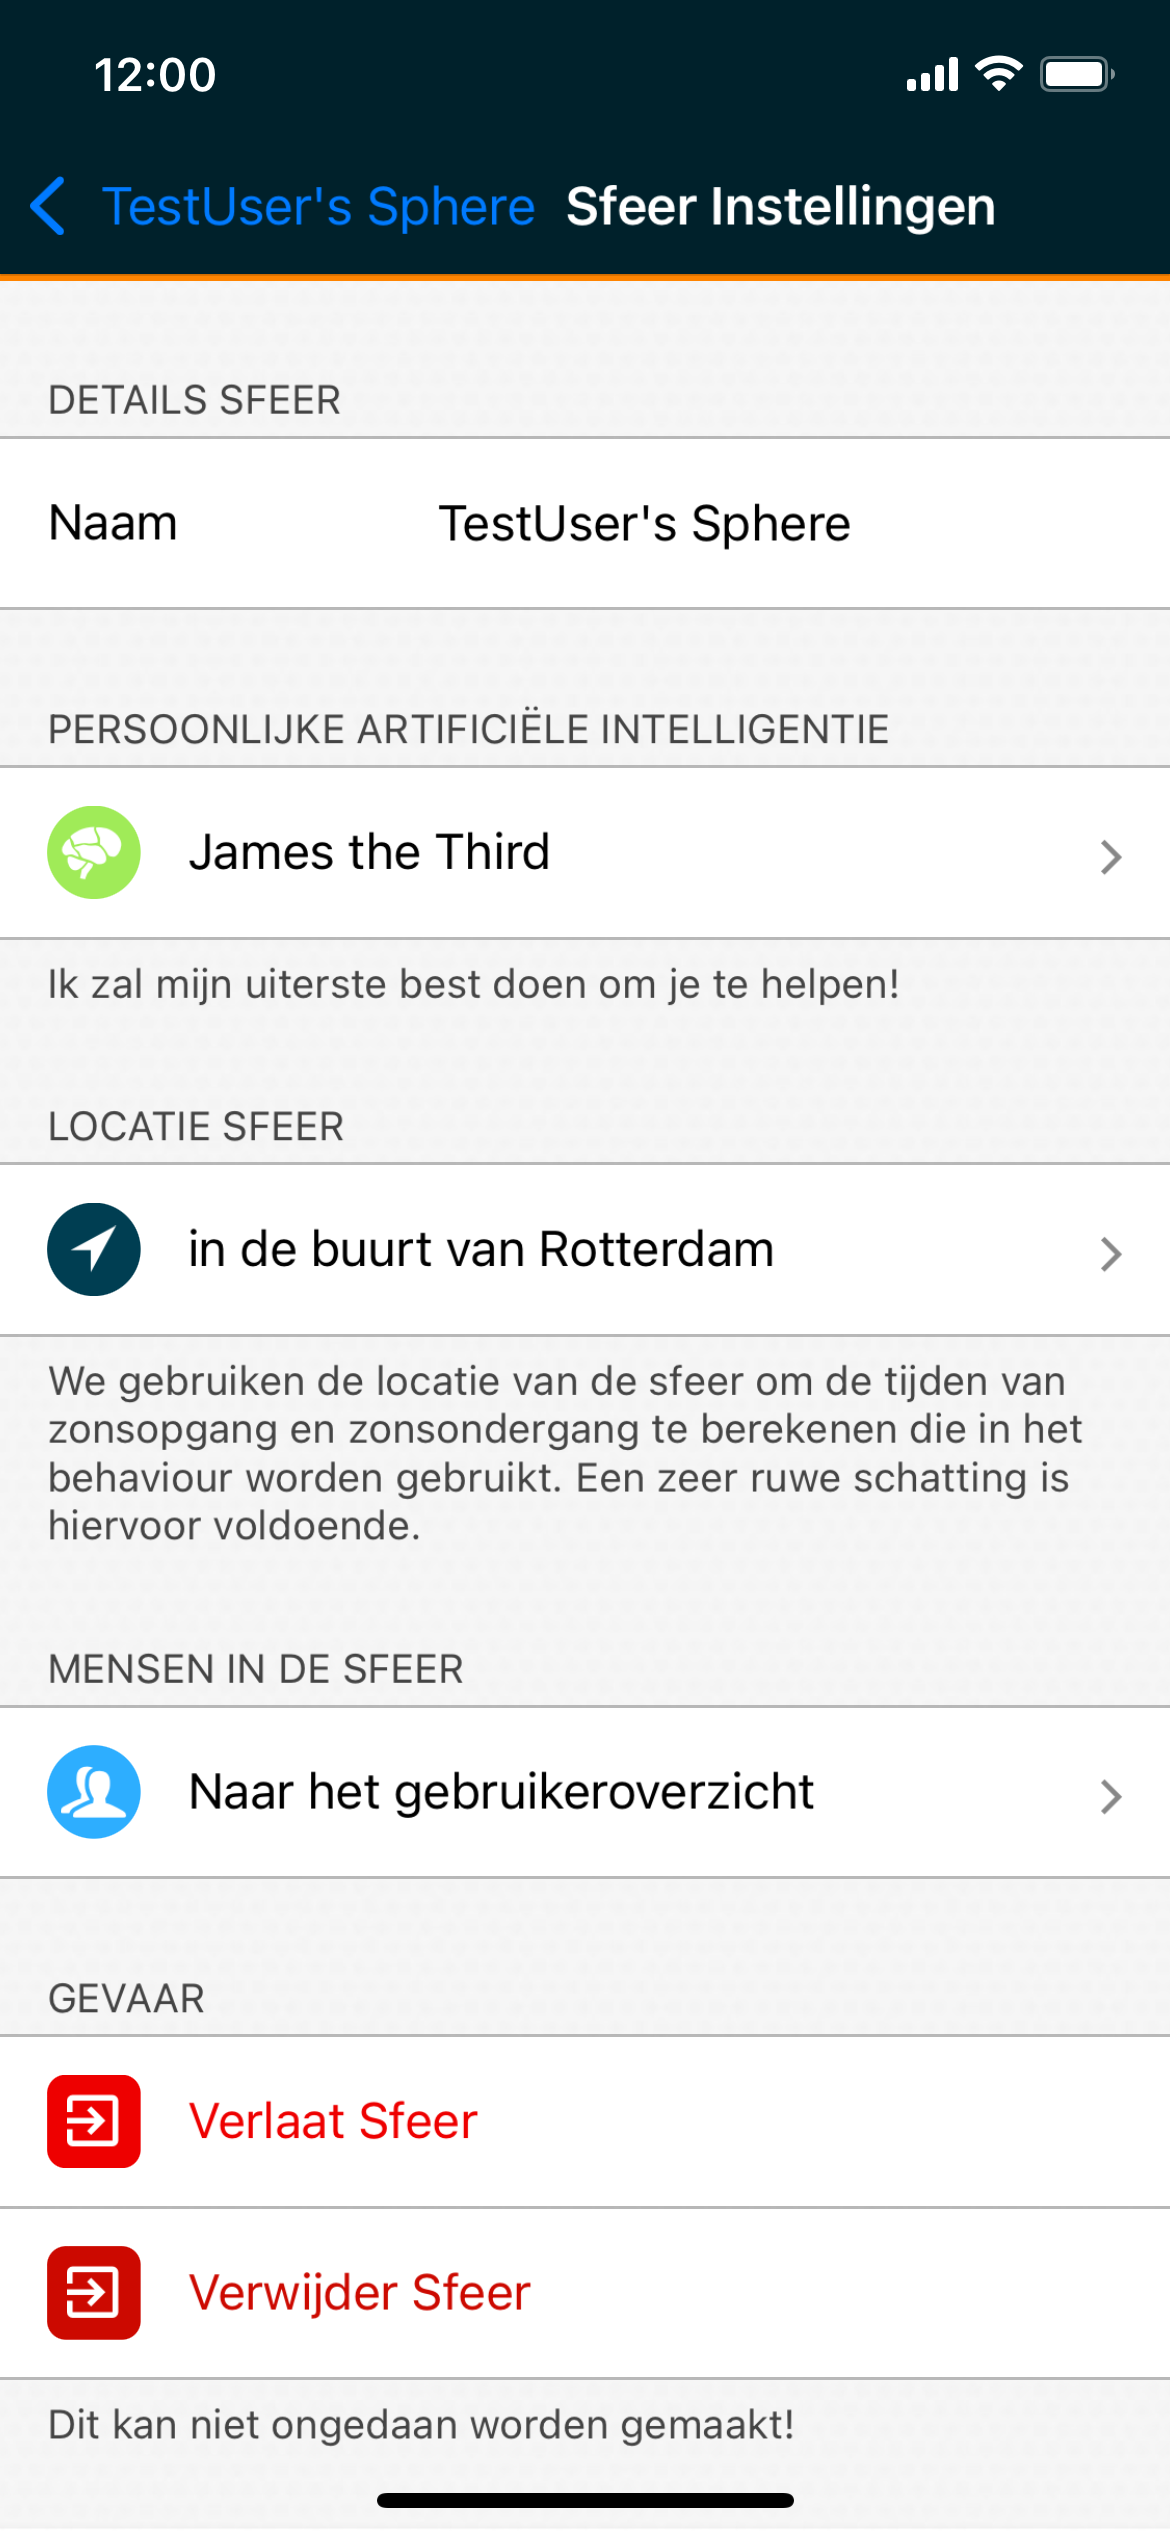 12:00
TestUser's Sphere Sfeer Instellingen
DETAILS SFEER
Naam TestUser's Sphere
PERSOONLIJKE ARTIFICIËLE INTELLIGENTIE
James the Third
Ik zal mijn uiterste best doen om je te helpen!
LOCATIE SFEER
in de buurt van Rotterdam
We gebruiken de locatie van de sfeer om de tijden van
zonsopgang en zonsondergang te berekenen die in het
behaviour worden gebruikt. Een zeer ruwe schatting is
hiervoor voldoende.
MENSEN IN DE SFEER
Naar het gebruikeroverzicht
GEVAAR
Verlaat Sfeer
Verwijder Sfeer
Dit kan niet ongedaan worden gemaakt!